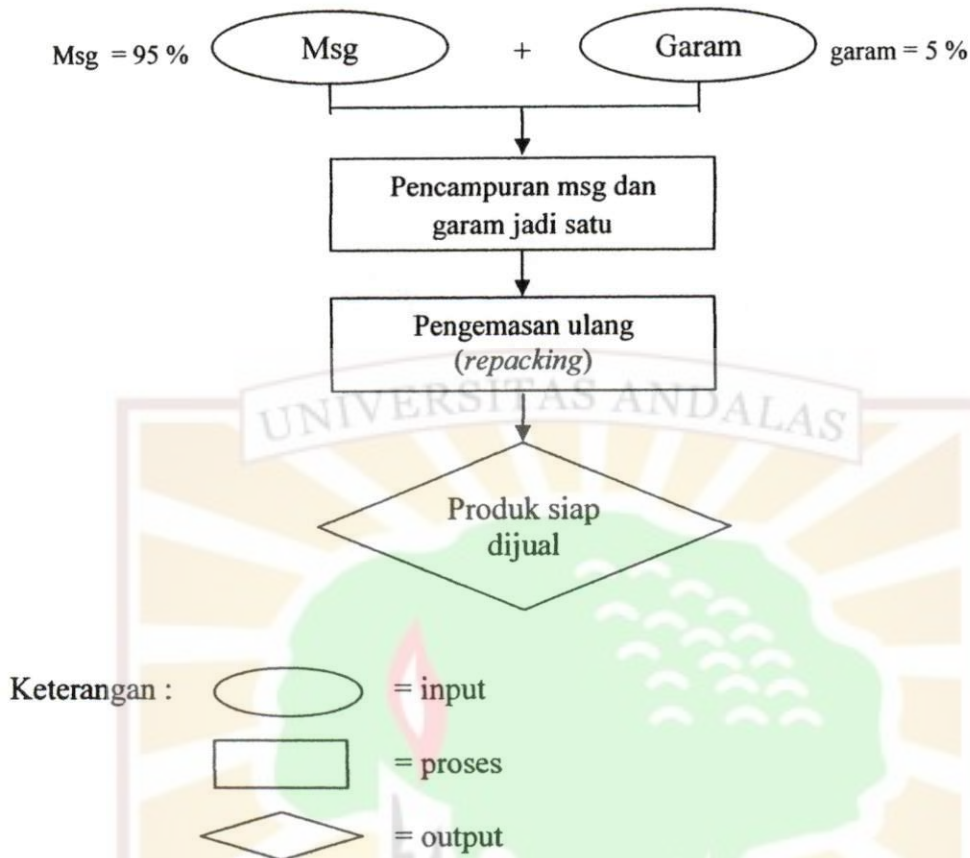 Msg = 95 % Msg + Garam garam = 5 %
Pencampuran msg dan
garam jadi satu
Pengemasan ulang
(repacking)
UNIVERSITAS ANDALAS
Produk siap
dijual
Keterangan : = input
= proses
= output